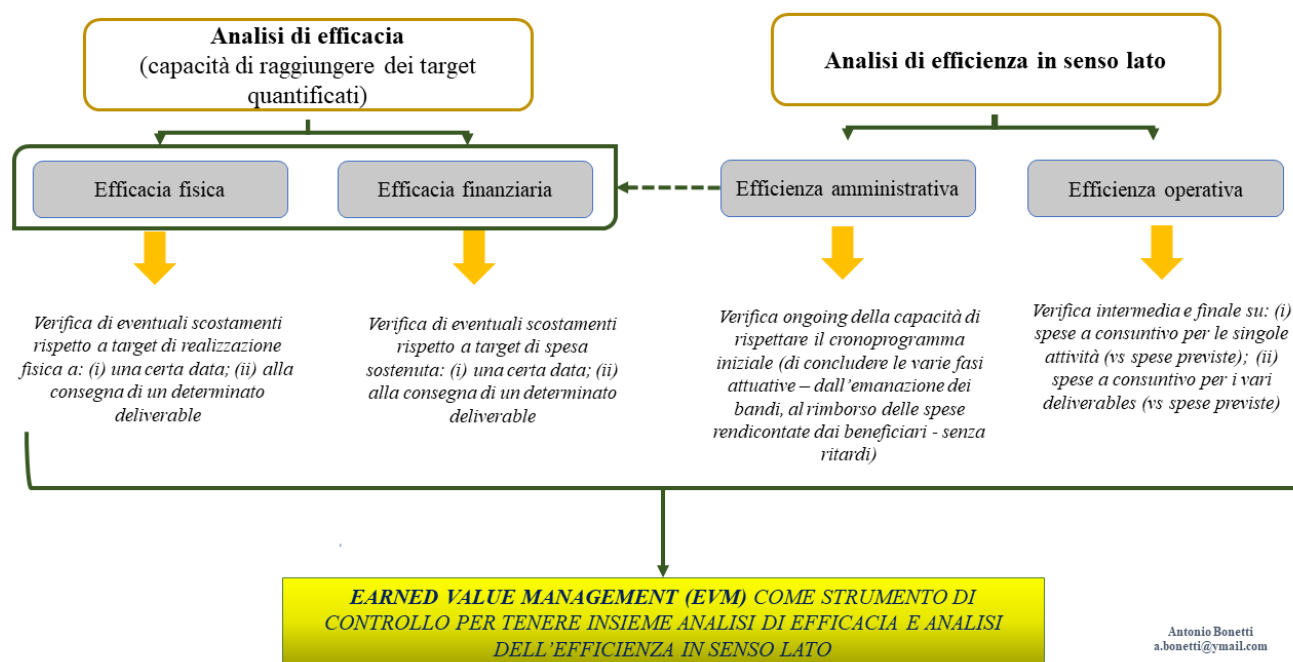 Analisi di efficacia
(capacità di raggiungere dei target
quantificati)
Analisi di efficienza in senso lato
Efficacia fisica
Efficacia finanziaria
Efficienza amministrativa
Efficienza operativa
Verifica di eventuali scostamenti
rispetto a target di realizzazione
fisica a: (i) una certa data; (ii) alla
consegna di un determinato
deliverable
Verifica di eventuali scostamenti
rispetto a target di spesa
sostenuta: (i) una certa data; (ii)
alla consegna di un determinato
deliverable
Verifica ongoing della capacità di
rispettare il cronoprogramma
iniziale (di concludere le varie fasi
attuative – dall’emanazione dei
bandi, al rimborso delle spese
rendicontate dai beneficiari - senza
ritardi)
Verifica intermedia e finale su: (i)
spese a consuntivo per le singole
attività (vs spese previste); (ii)
spese a consuntivo per i vari
deliverables (vs spese previste)
EARNED VALUE MANAGEMENT (EVM) COME STRUMENTO DI
CONTROLLO PER TENERE INSIEME ANALISI DI EFFICACIA E ANALISI
DELL’EFFICIENZA IN SENSO LATO
Antonio Bonetti
a.bonetti@ymail.com